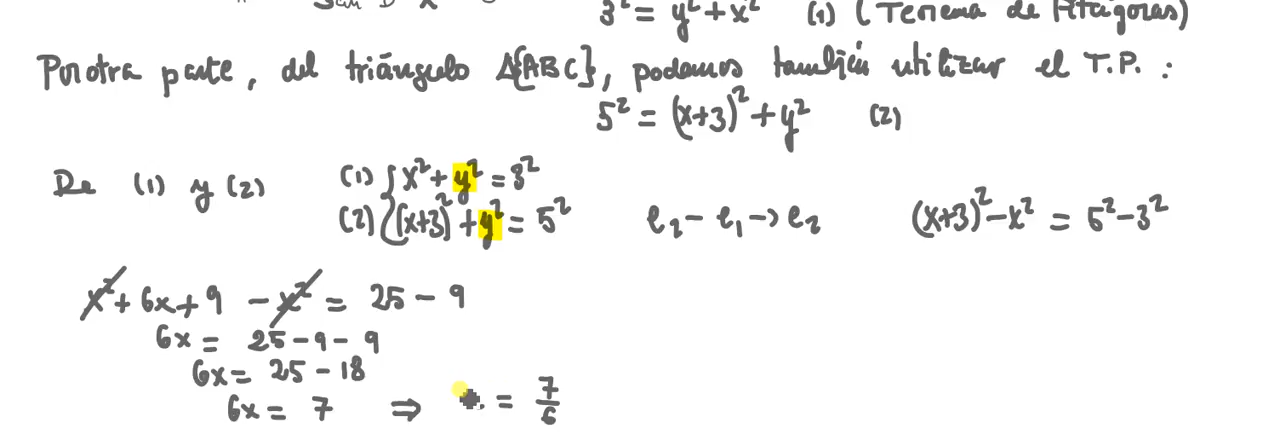 3² = y² + x² (1) (Teorema de Pitágoras)
Por otra parte, del triángulo Δ{ABC}, podemos también utilizar el T.P. :
5² = (x+3)² + y² (2)
De (1) y (2) (1) { x² + y² = 3²
(2) { (x+3)² + y² = 5² e₂ - e₁ -> e₂ (x+3)² - x² = 5² - 3²
x² + 6x + 9 - x² = 25 - 9
6x = 25 - 9 - 9
6x = 25 - 18
6x = 7 ⇒ = 7/6